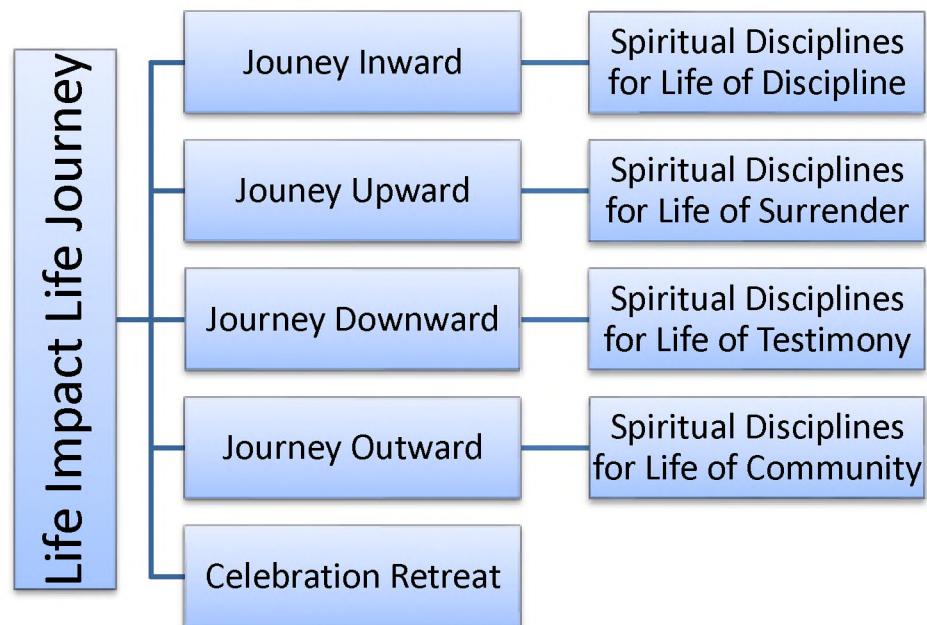 Life Impact Life Journey
Jouney Inward
Spiritual Disciplines
for Life of Discipline
Jouney Upward
Spiritual Disciplines
for Life of Surrender
Journey Downward
Spiritual Disciplines
for Life of Testimony
Journey Outward
Spiritual Disciplines
for Life of Community
Celebration Retreat